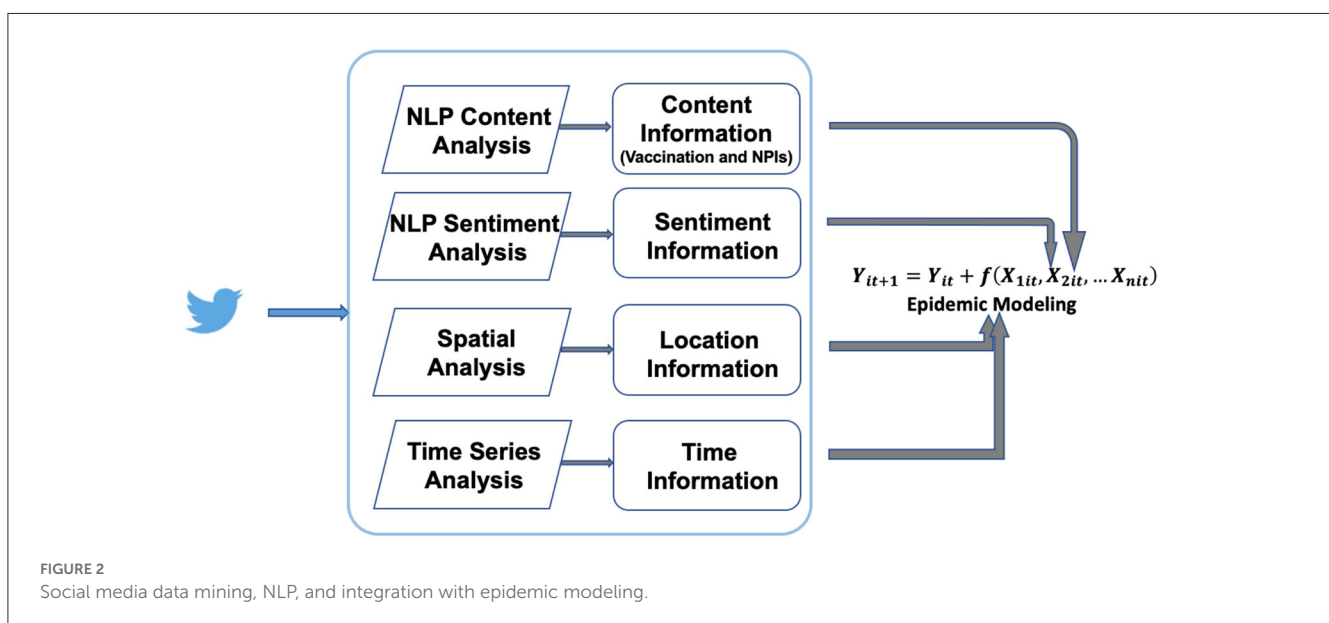 NLP Content
Analysis
Content
Information
(Vaccination and NPIs)
NLP Sentiment
Analysis
Sentiment
Information
Spatial
Analysis
Location
Information
Time Series
Analysis
Time
Information
Y_{it+1} = Y_{it} + f(X_{1it}, X_{2it}, ... X_{nit})
Epidemic Modeling
FIGURE 2
Social media data mining, NLP, and integration with epidemic modeling.